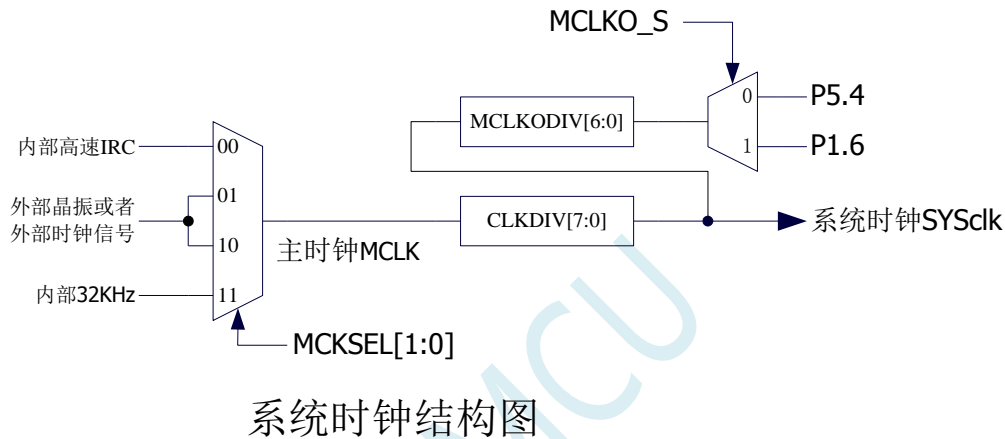 MCLKO_S
0
P5.4
MCLKODIV[6:0]
1
P1.6
内部高速IRC
00
01
外部晶振或者
外部时钟信号
10
CLKDIV[7:0]
系统时钟SYSclk
主时钟MCLK
内部32KHz
11
MCKSEL[1:0]
MCU
系统时钟结构图